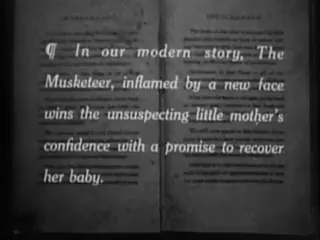 ¶ In our modern story, The
Musketeer, inflamed by a new face
wins the unsuspecting little mother's
confidence with a promise to recover
her baby.